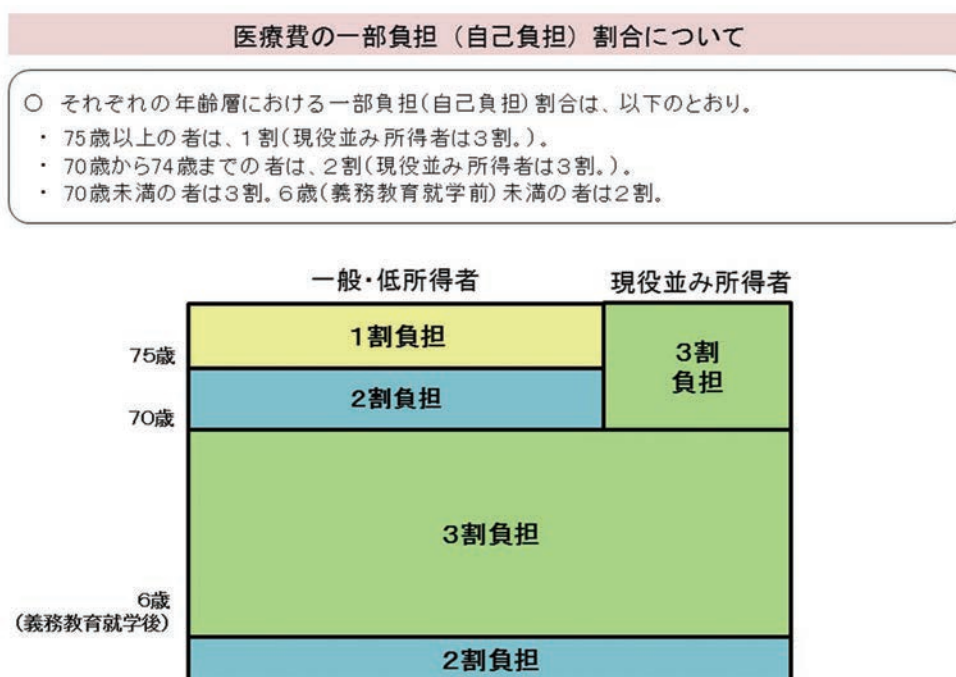 医療費の一部負担（自己負担）割合について
○ それぞれの年齢層における一部負担(自己負担)割合は、以下のとおり。
・ 75歳以上の者は、1割(現役並み所得者は3割。)。
・ 70歳から74歳までの者は、2割(現役並み所得者は3割。)。
・ 70歳未満の者は3割。6歳(義務教育就学前)未満の者は2割。
一般・低所得者
現役並み所得者
1割負担
3割
負担
75歳
2割負担
70歳
3割負担
6歳
(義務教育就学後)
2割負担